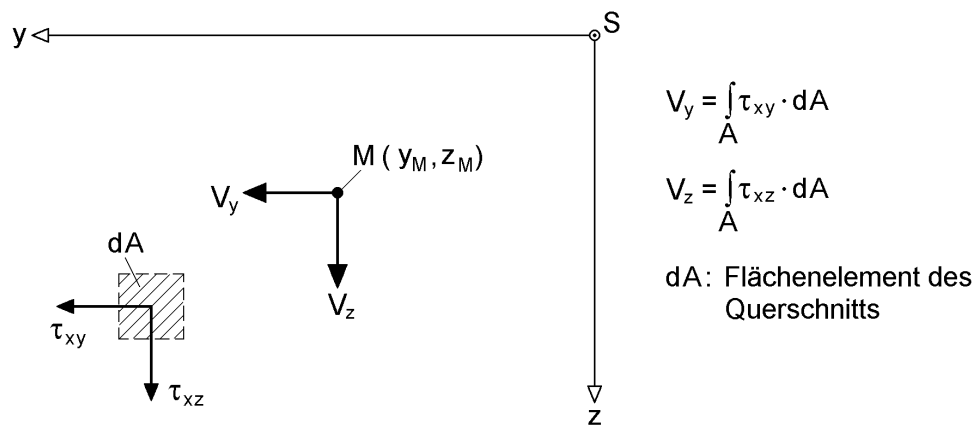 y
S
V_y = ∫_A τ_xy · dA
M ( y_M , z_M )
V_y
V_z = ∫_A τ_xz · dA
dA
dA : Flächenelement des
Querschnitts
V_z
τ_xy
τ_xz
z